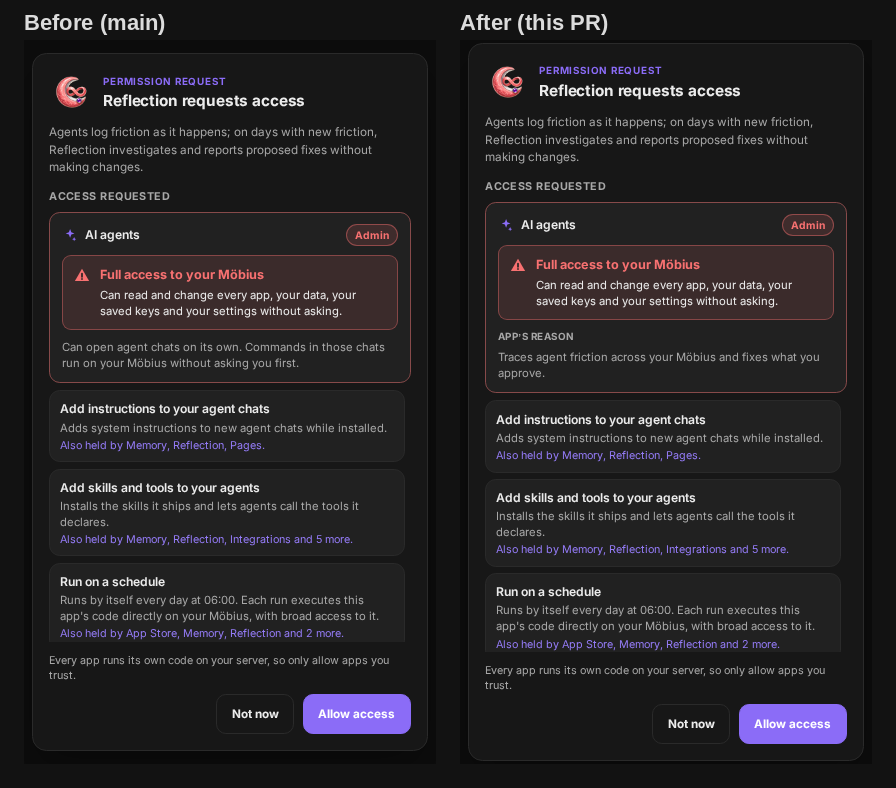 Before (main)
PERMISSION REQUEST
Reflection requests access
Agents log friction as it happens; on days with new friction,
Reflection investigates and reports proposed fixes without
making changes.
ACCESS REQUESTED
AI agents
Admin
Full access to your Möbius
Can read and change every app, your data, your
saved keys and your settings without asking.
Can open agent chats on its own. Commands in those chats
run on your Möbius without asking you first.
Add instructions to your agent chats
Adds system instructions to new agent chats while installed.
Also held by Memory, Reflection, Pages.
Add skills and tools to your agents
Installs the skills it ships and lets agents call the tools it
declares.
Also held by Memory, Reflection, Integrations and 5 more.
Run on a schedule
Runs by itself every day at 06:00. Each run executes this
app's code directly on your Möbius, with broad access to it.
Also held by App Store, Memory, Reflection and 2 more.
Every app runs its own code on your server, so only allow apps you
trust.
Not now
Allow access
After (this PR)
PERMISSION REQUEST
Reflection requests access
Agents log friction as it happens; on days with new friction,
Reflection investigates and reports proposed fixes without
making changes.
ACCESS REQUESTED
AI agents
Admin
Full access to your Möbius
Can read and change every app, your data, your
saved keys and your settings without asking.
APP'S REASON
Traces agent friction across your Möbius and fixes what you
approve.
Add instructions to your agent chats
Adds system instructions to new agent chats while installed.
Also held by Memory, Reflection, Pages.
Add skills and tools to your agents
Installs the skills it ships and lets agents call the tools it
declares.
Also held by Memory, Reflection, Integrations and 5 more.
Run on a schedule
Runs by itself every day at 06:00. Each run executes this
app's code directly on your Möbius, with broad access to it.
Also held by App Store, Memory, Reflection and 2 more.
Every app runs its own code on your server, so only allow apps you
trust.
Not now
Allow access